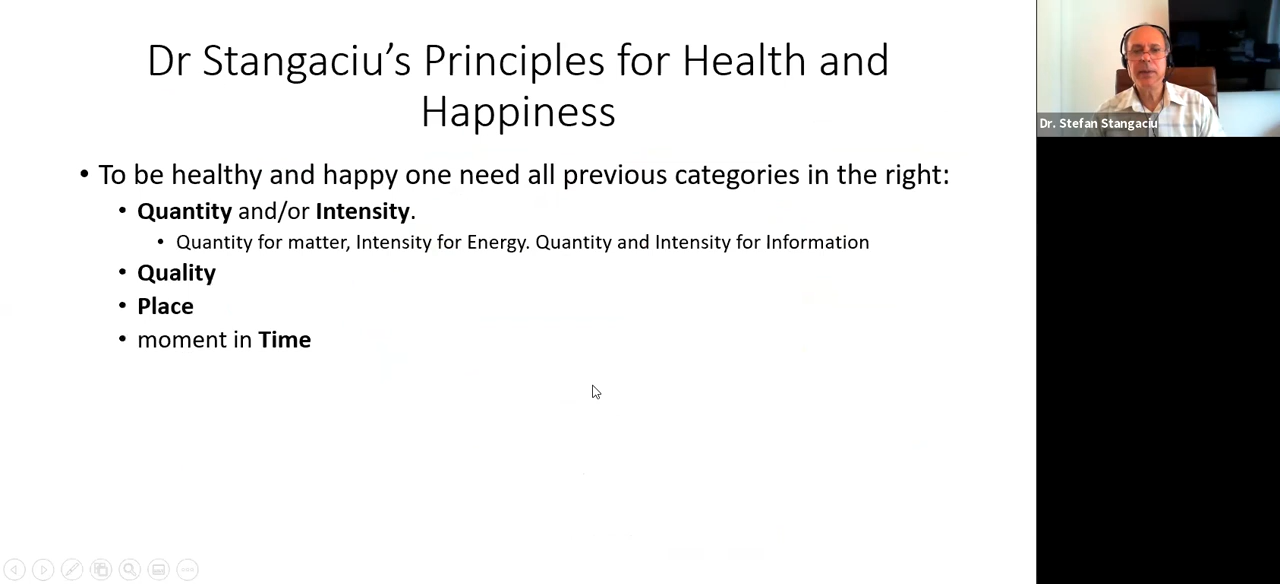 Dr Stangaciu’s Principles for Health and
Happiness
• To be healthy and happy one need all previous categories in the right:
• Quantity and/or Intensity.
• Quantity for matter, Intensity for Energy. Quantity and Intensity for Information
• Quality
• Place
• moment in Time
Dr. Stefan Stangaciu